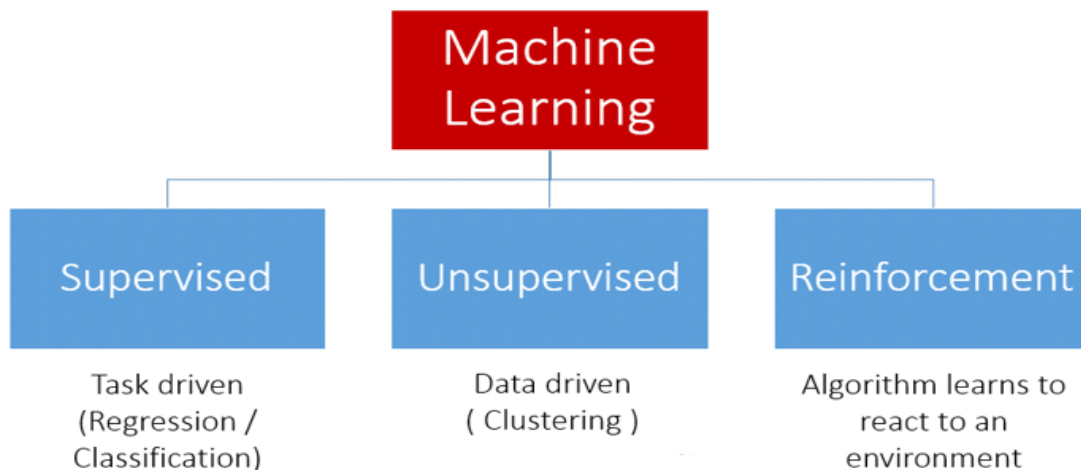 Machine
Learning
Supervised
Unsupervised
Reinforcement
Task driven
(Regression /
Classification)
Data driven
( Clustering )
Algorithm learns to
react to an
environment